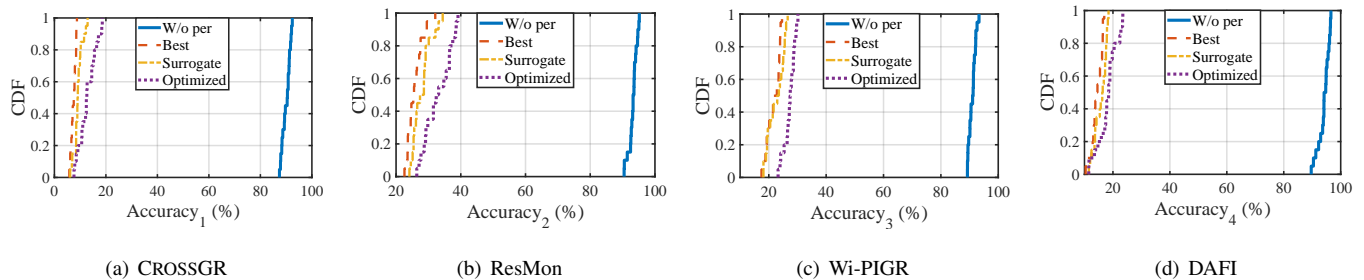 1
0.8
0.6
0.4
0.2
0
CDF
W/o per
Best
Surrogate
Optimized
0 20 40 60 80 100
Accuracy₁ (%)
(a) CROSSGR
1
0.8
0.6
0.4
0.2
0
CDF
W/o per
Best
Surrogate
Optimized
20 40 60 80 100
Accuracy₂ (%)
(b) ResMon
1
0.8
0.6
0.4
0.2
0
CDF
W/o per
Best
Surrogate
Optimized
20 40 60 80 100
Accuracy₃ (%)
(c) Wi-PIGR
1
0.8
0.6
0.4
0.2
0
CDF
W/o per
Best
Surrogate
Optimized
20 40 60 80 100
Accuracy₄ (%)
(d) DAFI